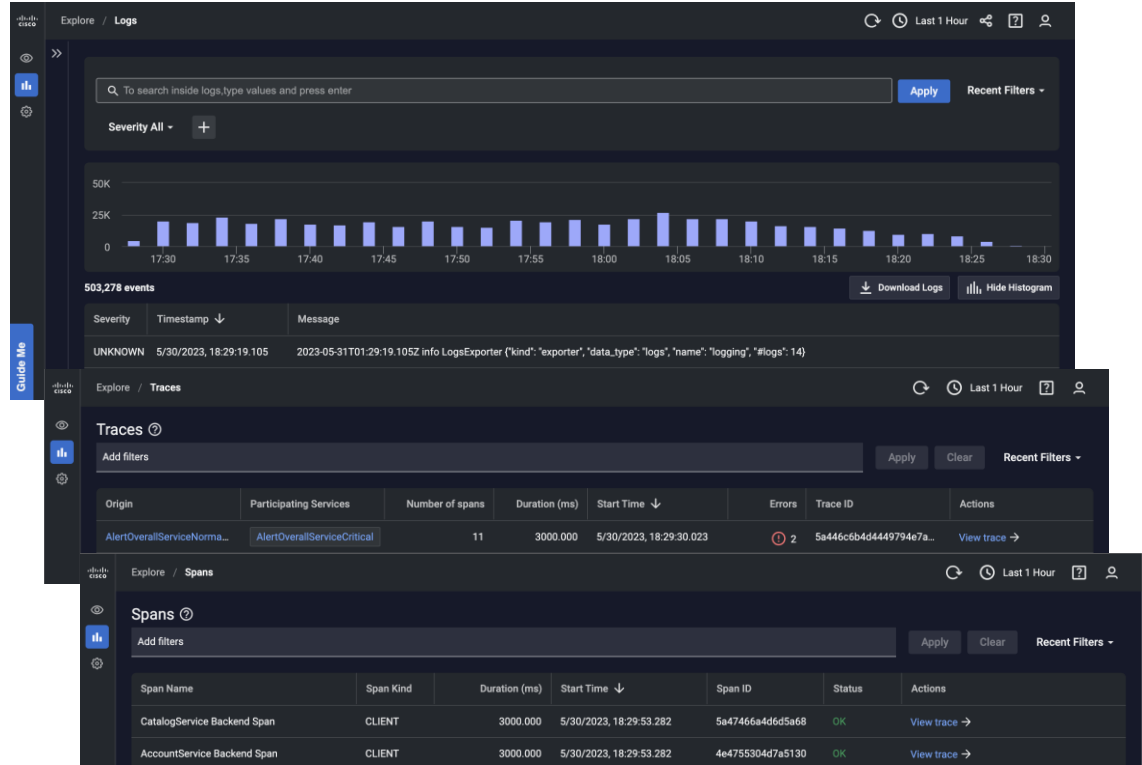 CISCO Explore / Logs Last 1 Hour ?
To search inside logs,type values and press enter Apply Recent Filters
Severity All +
50K
25K
0
17:30 17:35 17:40 17:45 17:50 17:55 18:00 18:05 18:10 18:15 18:20 18:25 18:30
503,278 events Download Logs Hide Histogram
Severity Timestamp Message
UNKNOWN 5/30/2023, 18:29:19.105 2023-05-31T01:29:19.105Z info LogsExporter {"kind": "exporter", "data_type": "logs", "name": "logging", "#logs": 14}
Guide Me
CISCO Explore / Traces Last 1 Hour ?
Traces ?
Add filters Apply Clear Recent Filters
Origin Participating Services Number of spans Duration (ms) Start Time Errors Trace ID Actions
AlertOverallServiceNorma... AlertOverallServiceCritical 11 3000.000 5/30/2023, 18:29:30.023 2 5a446c6b4d4449794e7a... View trace
CISCO Explore / Spans Last 1 Hour ?
Spans ?
Add filters Apply Clear Recent Filters
Span Name Span Kind Duration (ms) Start Time Span ID Status Actions
CatalogService Backend Span CLIENT 3000.000 5/30/2023, 18:29:53.282 5a47466a4d6d5a68 OK View trace
AccountService Backend Span CLIENT 3000.000 5/30/2023, 18:29:53.282 4e4755304d7a5130 OK View trace